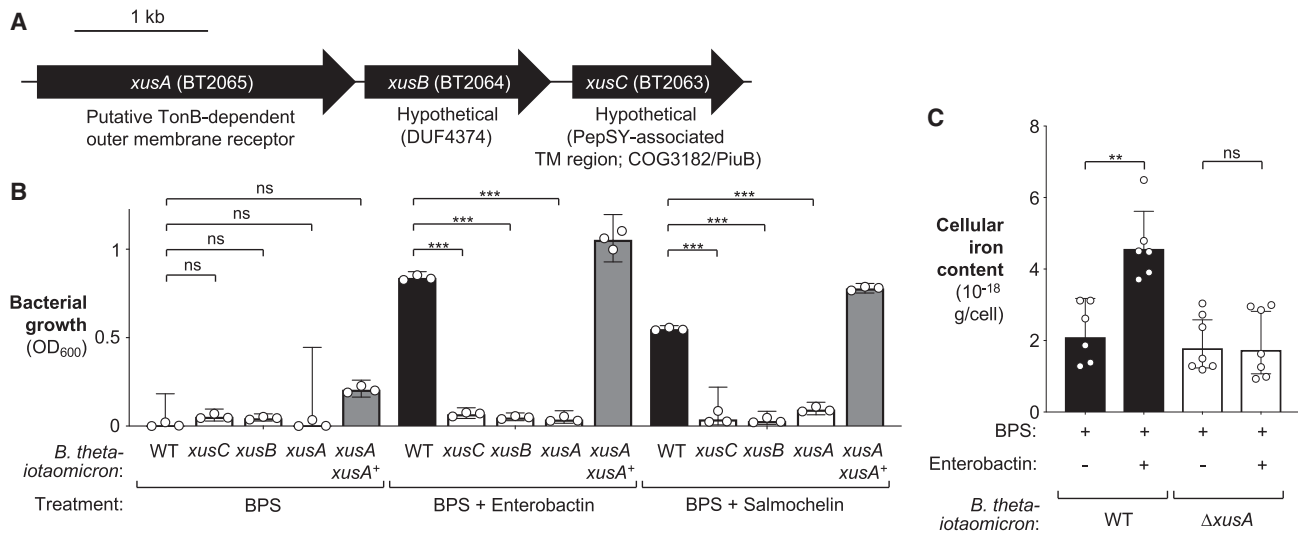 A
1 kb
xusA (BT2065)
xusB (BT2064)
xusC (BT2063)
Putative TonB-dependent
outer membrane receptor
Hypothetical
(DUF4374)
Hypothetical
(PepSY-associated
TM region; COG3182/PiuB)
B
Bacterial
growth
(OD600)
1
0.5
0
ns
ns
ns
ns
***
***
***
***
***
***
B. theta-
iotaomicron:
WT xusC xusB xusA xusA
xusA+
WT xusC xusB xusA xusA
xusA+
WT xusC xusB xusA xusA
xusA+
Treatment:
BPS
BPS + Enterobactin
BPS + Salmochelin
C
Cellular
iron
content
(10-18
g/cell)
8
6
4
2
0
**
ns
BPS: + + + +
Enterobactin: - + - +
B. theta-
iotaomicron:
WT
ΔxusA